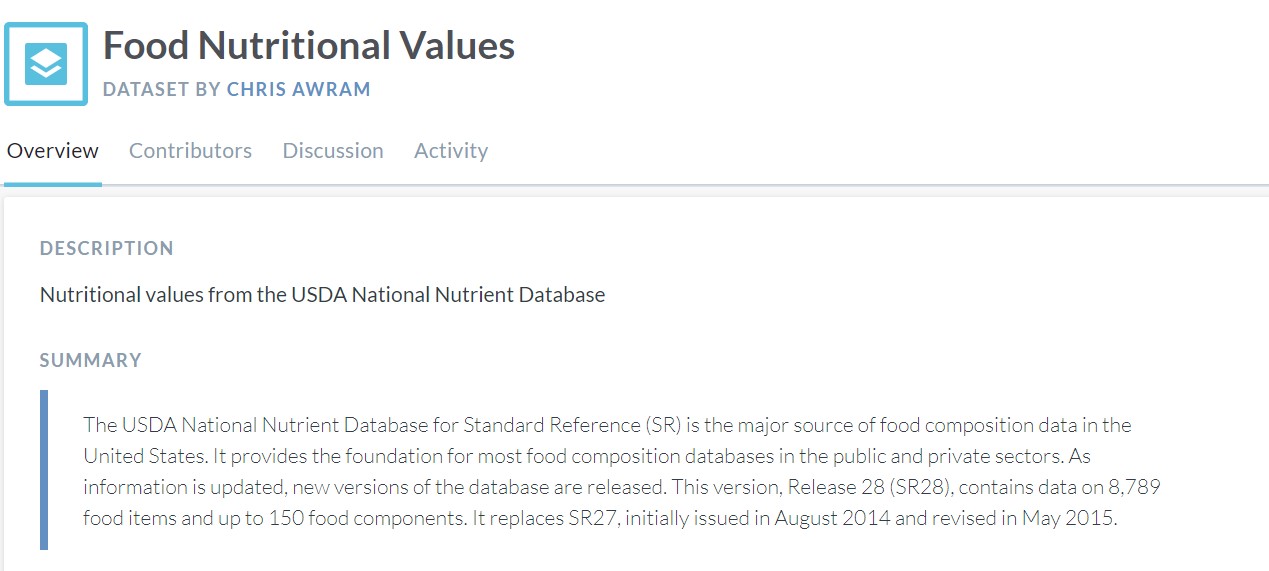 Food Nutritional Values
DATASET BY CHRIS AWRAM
Overview Contributors Discussion Activity
DESCRIPTION
Nutritional values from the USDA National Nutrient Database
SUMMARY
The USDA National Nutrient Database for Standard Reference (SR) is the major source of food composition data in the
United States. It provides the foundation for most food composition databases in the public and private sectors. As
information is updated, new versions of the database are released. This version, Release 28 (SR28), contains data on 8,789
food items and up to 150 food components. It replaces SR27, initially issued in August 2014 and revised in May 2015.